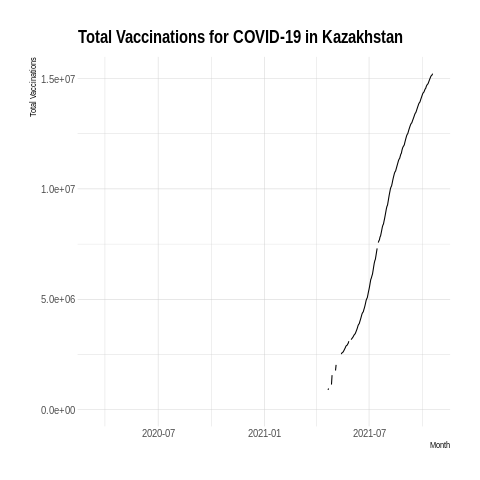 Total Vaccinations for COVID-19 in Kazakhstan
Total Vaccinations
1.5e+07
1.0e+07
5.0e+06
0.0e+00
2020-07 2021-01 2021-07
Month